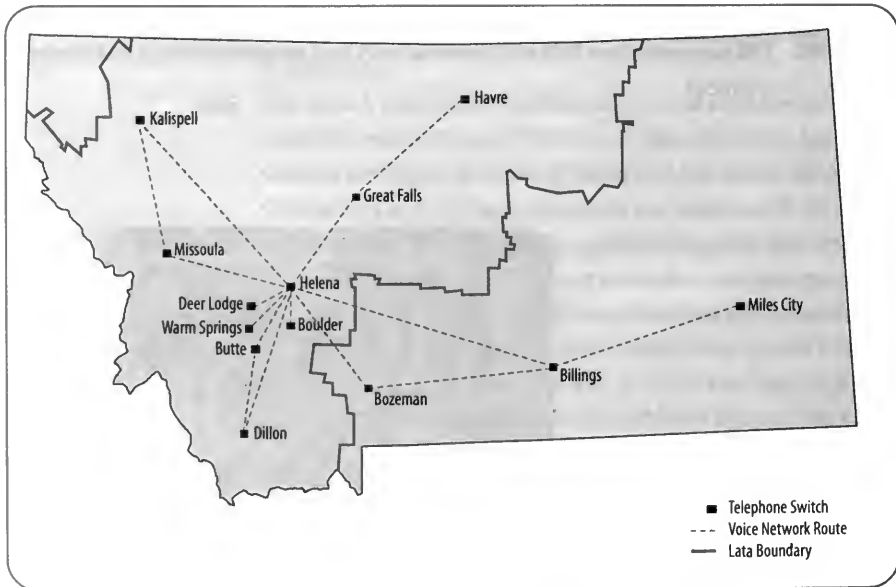 Havre
Kalispell
Great Falls
Missoula
Helena
Deer Lodge
Miles City
Warm Springs
Boulder
Butte
Billings
Bozeman
Dillon
Telephone Switch
Voice Network Route
Lata Boundary